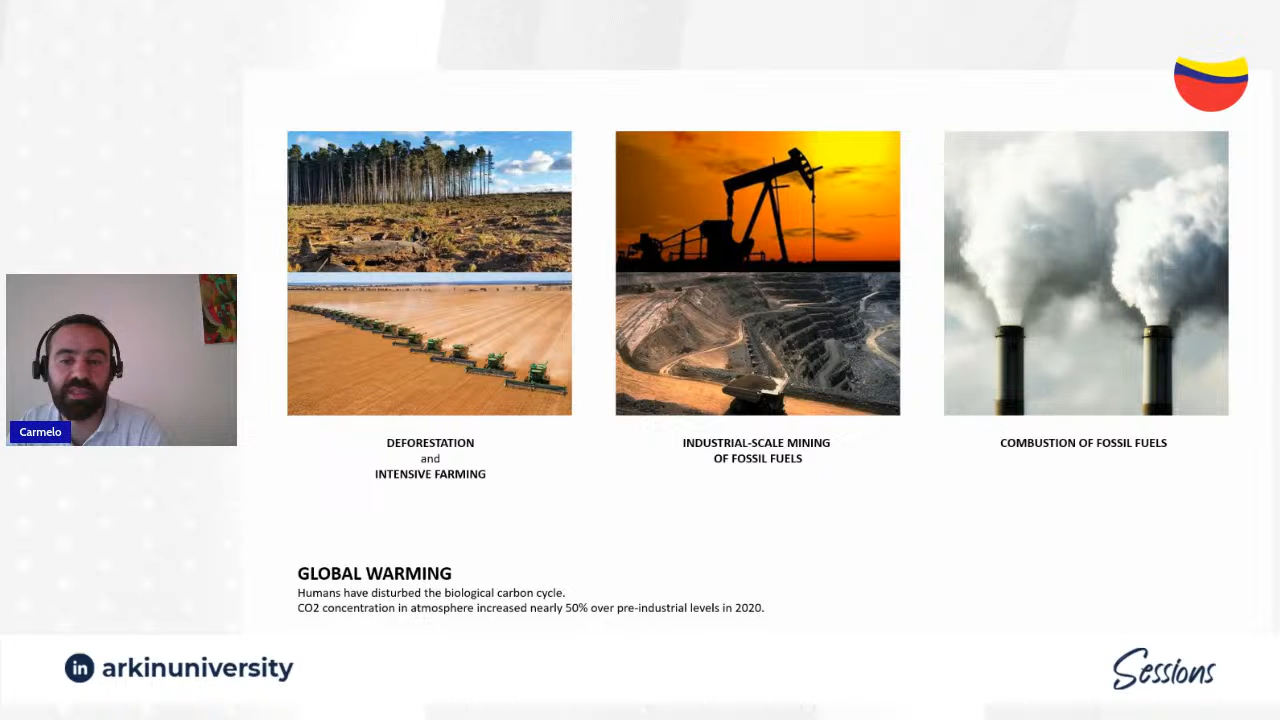 Carmelo
DEFORESTATION
and
INTENSIVE FARMING
INDUSTRIAL-SCALE MINING
OF FOSSIL FUELS
COMBUSTION OF FOSSIL FUELS
GLOBAL WARMING
Humans have disturbed the biological carbon cycle.
CO2 concentration in atmosphere increased nearly 50% over pre-industrial levels in 2020.
in arkinuniversity
Sessions